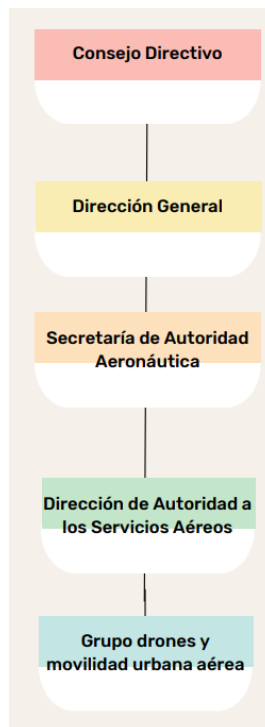 Consejo Directivo
Dirección General
Secretaría de Autoridad
Aeronáutica
Dirección de Autoridad a
los Servicios Aéreos
Grupo drones y
movilidad urbana aérea